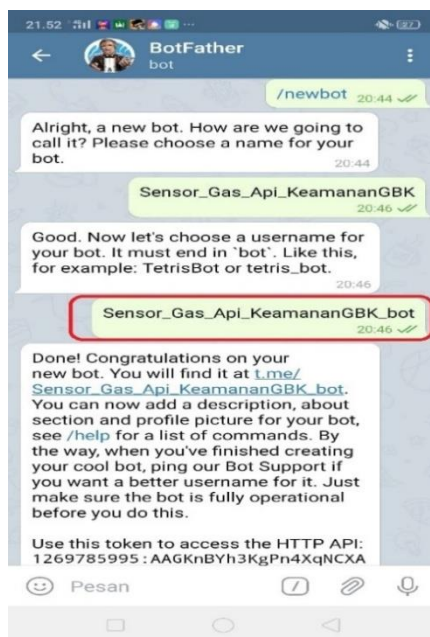 21.52
BotFather
bot
/newbot 20:44
Alright, a new bot. How are we going to
call it? Please choose a name for your
bot.
20:44
Sensor_Gas_Api_KeamananGBK
20:46
Good. Now let's choose a username for
your bot. It must end in `bot`. Like this,
for example: TetrisBot or tetris_bot.
20:46
Sensor_Gas_Api_KeamananGBK_bot
20:46
Done! Congratulations on your
new bot. You will find it at t.me/
Sensor_Gas_Api_KeamananGBK_bot.
You can now add a description, about
section and profile picture for your bot,
see /help for a list of commands. By
the way, when you've finished creating
your cool bot, ping our Bot Support if
you want a better username for it. Just
make sure the bot is fully operational
before you do this.
Use this token to access the HTTP API:
1269785995:AAGKnBYh3KgPn4XqNCXA
Pesan